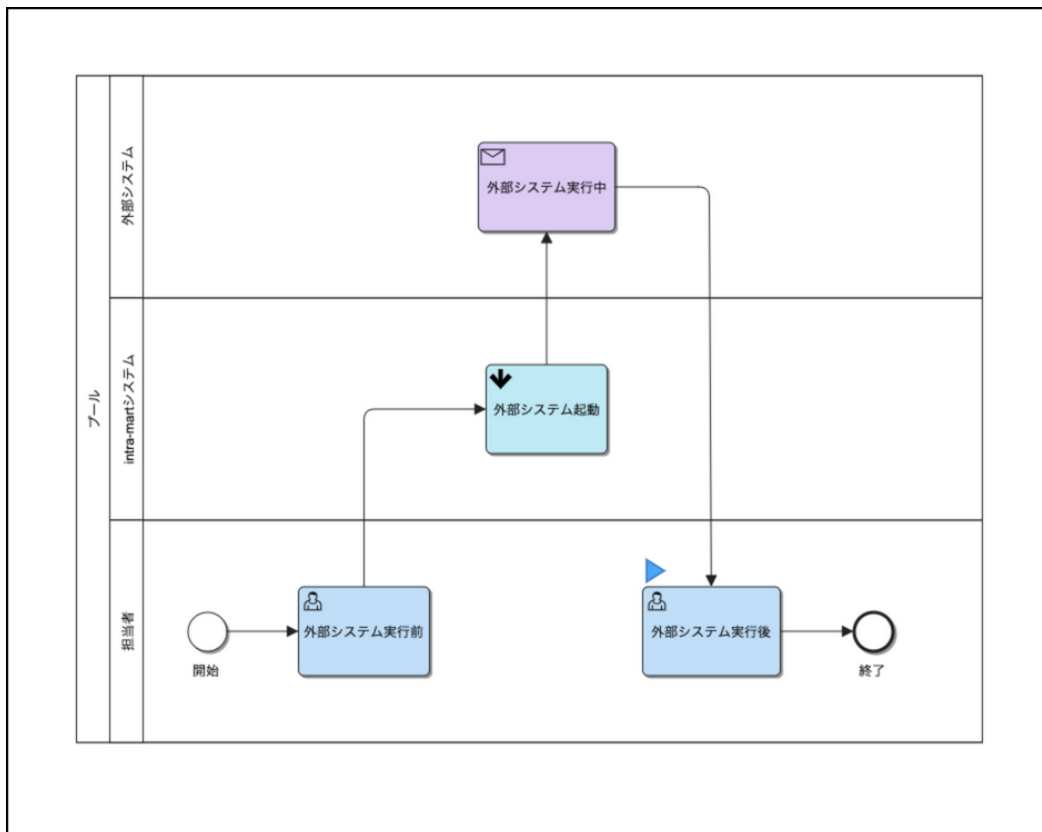 プール
外部システム
外部システム実行中
intra-martシステム
外部システム起動
担当者
開始
外部システム実行前
外部システム実行後
終了